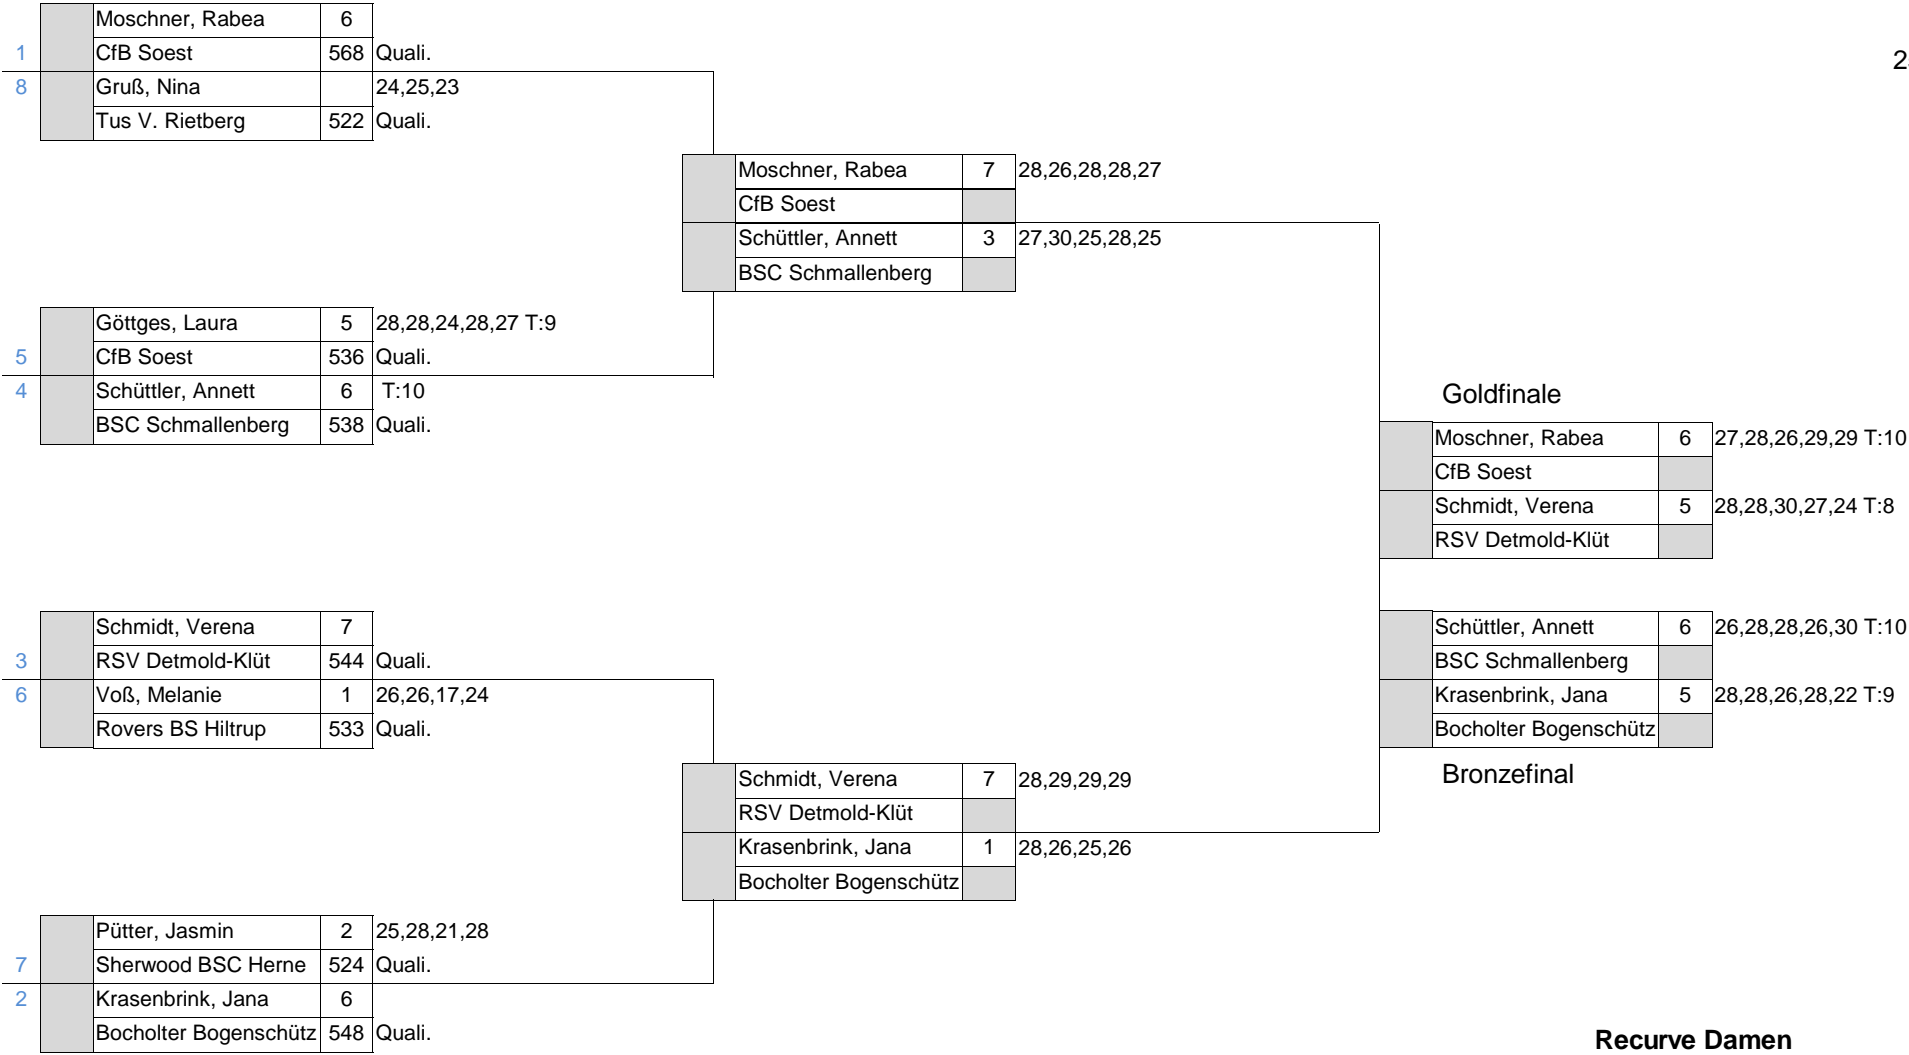 Moschner, Rabea 6
1 CfB Soest 568 Quali.
8 Gruß, Nina 24,25,23
Tus V. Rietberg 522 Quali.
Moschner, Rabea 7 28,26,28,28,27
CfB Soest
Schüttler, Annett 3 27,30,25,28,25
BSC Schmallenberg
Göttges, Laura 5 28,28,24,28,27 T:9
5 CfB Soest 536 Quali.
4 Schüttler, Annett 6 T:10
BSC Schmallenberg 538 Quali.
Goldfinale
Moschner, Rabea 6 27,28,26,29,29 T:10
CfB Soest
Schmidt, Verena 5 28,28,30,27,24 T:8
RSV Detmold-Klüt
Schmidt, Verena 7
3 RSV Detmold-Klüt 544 Quali.
6 Voß, Melanie 1 26,26,17,24
Rovers BS Hiltrup 533 Quali.
Schüttler, Annett 6 26,28,28,26,30 T:10
BSC Schmallenberg
Krasenbrink, Jana 5 28,28,26,28,22 T:9
Bocholter Bogenschütz
Bronzefinal
Schmidt, Verena 7 28,29,29,29
RSV Detmold-Klüt
Krasenbrink, Jana 1 28,26,25,26
Bocholter Bogenschütz
Pütter, Jasmin 2 25,28,21,28
7 Sherwood BSC Herne 524 Quali.
2 Krasenbrink, Jana 6
Bocholter Bogenschütz 548 Quali.
Recurve Damen